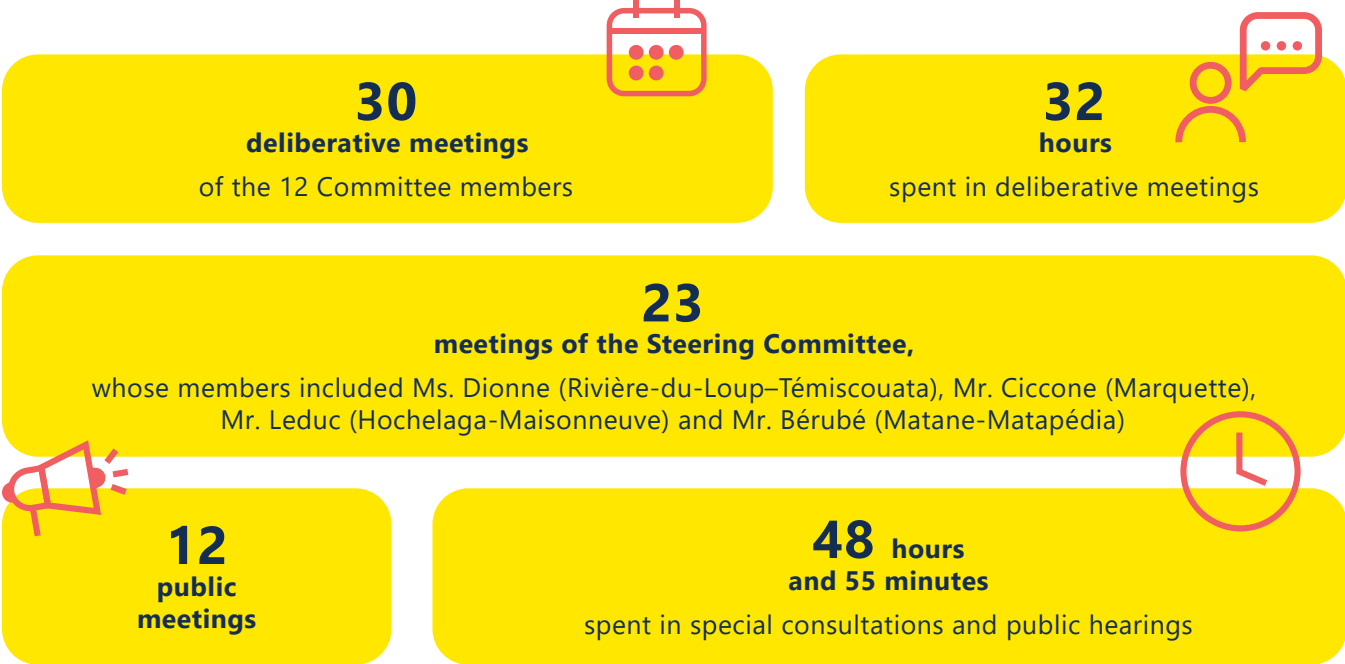 30
deliberative meetings
of the 12 Committee members
32
hours
spent in deliberative meetings
23
meetings of the Steering Committee,
whose members included Ms. Dionne (Rivière-du-Loup–Témiscouata), Mr. Ciccone (Marquette),
Mr. Leduc (Hochelaga-Maisonneuve) and Mr. Bérubé (Matane-Matapédia)
12
public
meetings
48 hours
and 55 minutes
spent in special consultations and public hearings